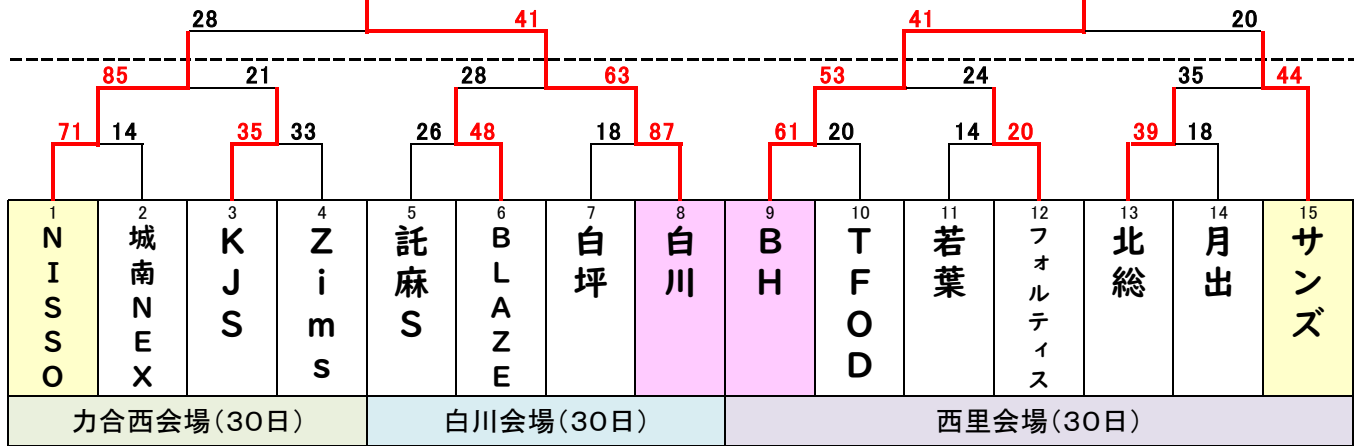 28 41 41 20
85 21 28 63 53 24 35 44
71 14 35 33 26 48 18 87 61 20 14 20 39 18
1 2 3 4 5 6 7 8 9 10 11 12 13 14 15
NISSO
城南NEX
KJS
Zims
託麻S
BLAZE
白坪
白川
BH
TFOD
若葉
フォルティス
北総
月出
サンズ
力合西会場(30日) 白川会場(30日) 西里会場(30日)